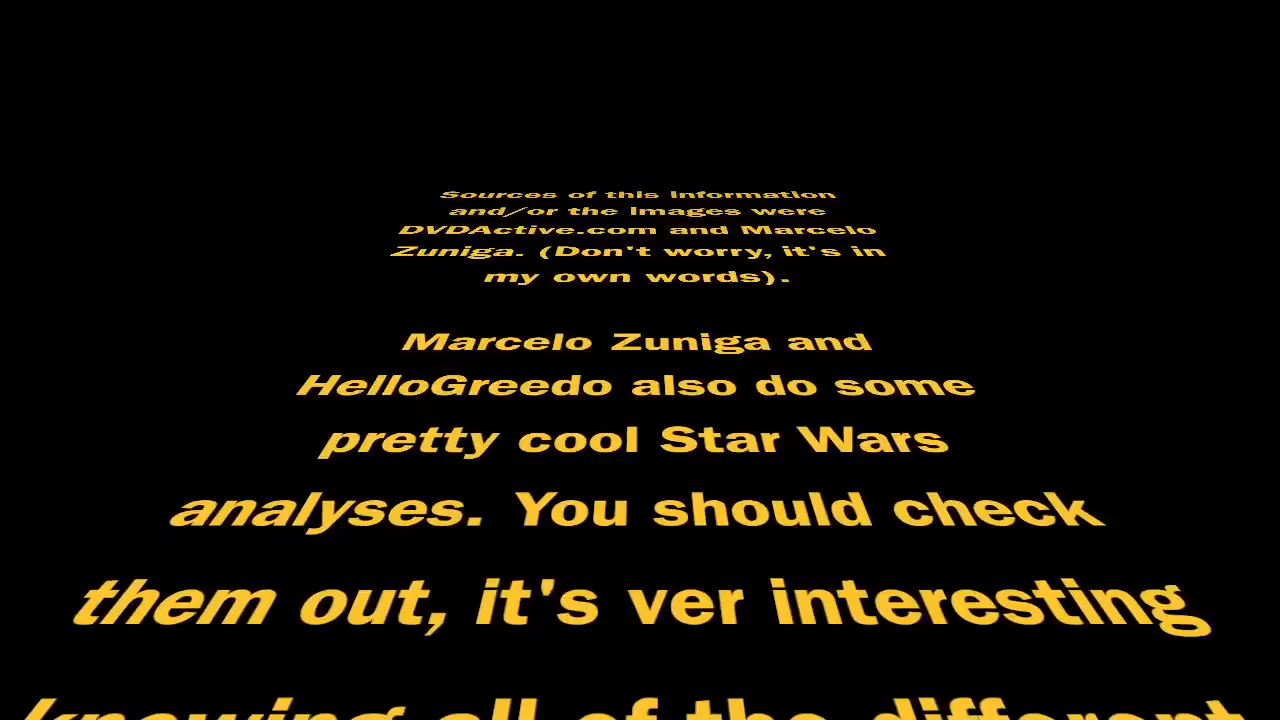 Sources of this information
and/or the images were
DVDActive.com and Marcelo
Zuniga. (Don't worry, it's in
my own words).
Marcelo Zuniga and
HelloGreedo also do some
pretty cool Star Wars
analyses. You should check
them out, it's ver interesting
knowing all of the different